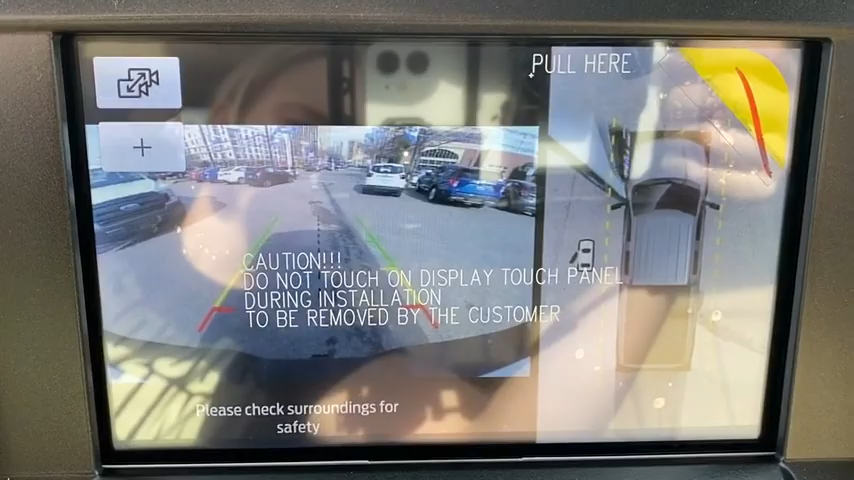 PULL HERE
CAUTION!!!
DO NOT TOUCH ON DISPLAY TOUCH PANEL
DURING INSTALLATION
TO BE REMOVED BY THE CUSTOMER
Please check surroundings for
safety